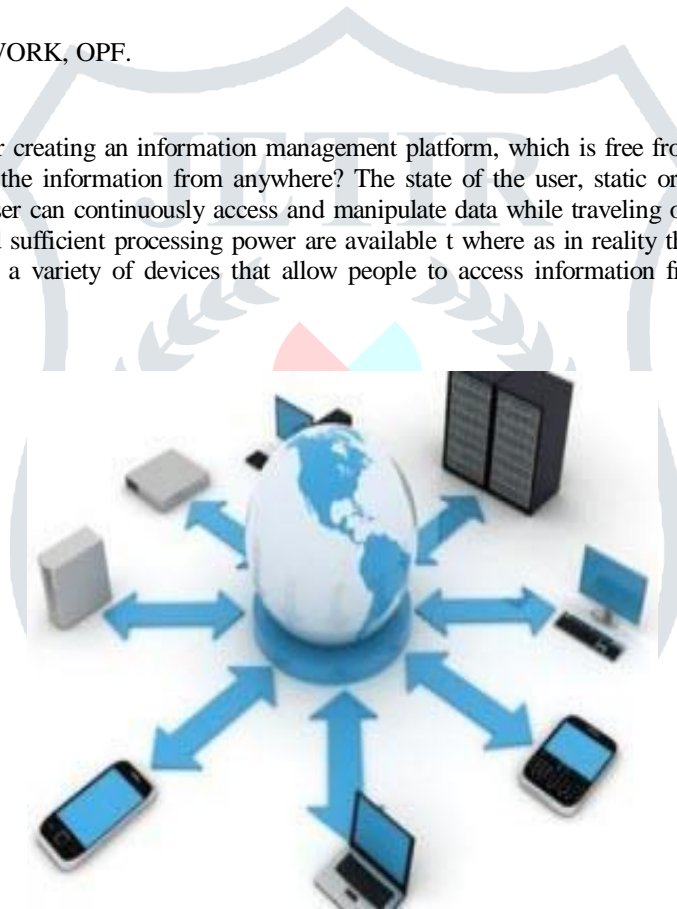 WORK, OPF.
JETIR
r creating an information management platform, which is free fro
the information from anywhere? The state of the user, static or
ser can continuously access and manipulate data while traveling o
d sufficient processing power are available t where as in reality th
a variety of devices that allow people to access information fr